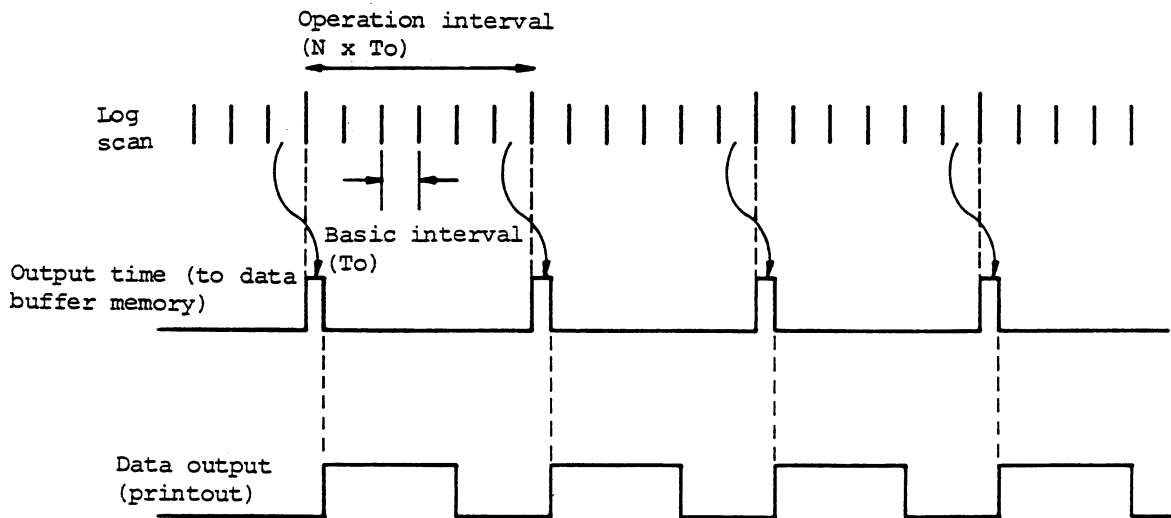 Operation interval
(N x To)
Log
scan
Basic interval
(To)
Output time (to data
buffer memory)
Data output
(printout)